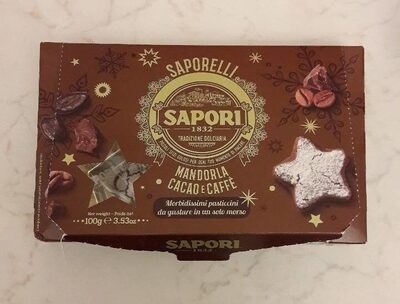 SAPORELLI
SAPORI
1832
TRADIZIONE DOLCIARIA
MANDORLA
CACAO E CAFFÈ
Morbidissimi pasticcini
da gustare in un solo morso
Net weight - Poids net
100g e 3.53oz
SAPORI